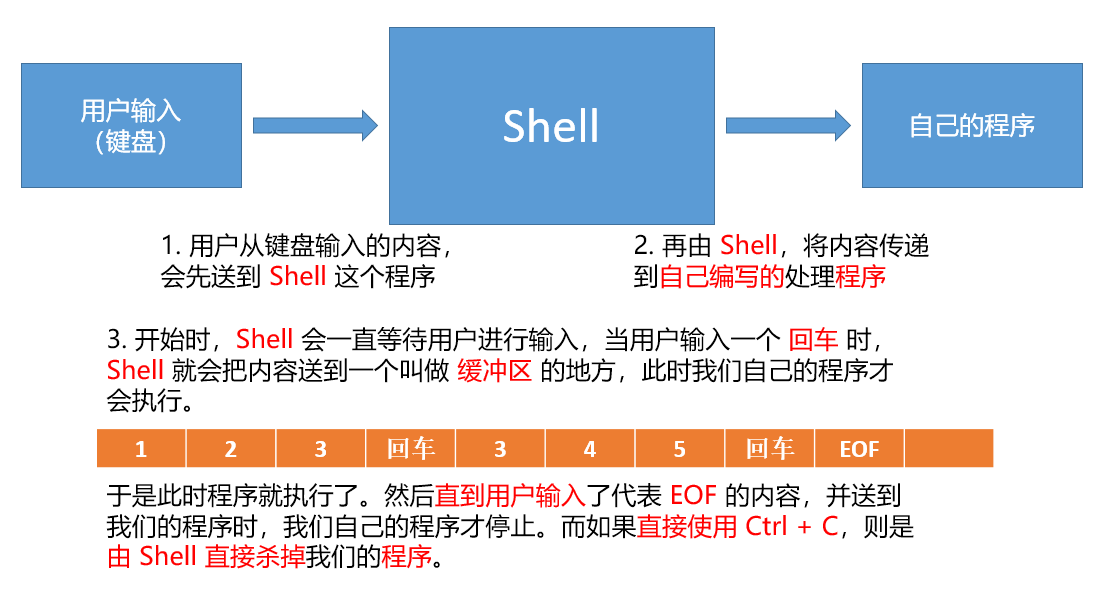 用户输入
（键盘）
Shell
自己的程序
1. 用户从键盘输入的内容，
会先送到 Shell 这个程序
2. 再由 Shell，将内容传递
到自己编写的处理程序
3. 开始时，Shell 会一直等待用户进行输入，当用户输入一个 回车 时，
Shell 就会把内容送到一个叫做 缓冲区 的地方，此时我们自己的程序才
会执行。
1 2 3 回车 3 4 5 回车 EOF
于是此时程序就执行了。然后直到用户输入了代表 EOF 的内容，并送到
我们的程序时，我们自己的程序才停止。而如果直接使用 Ctrl + C，则是
由 Shell 直接杀掉我们的程序。